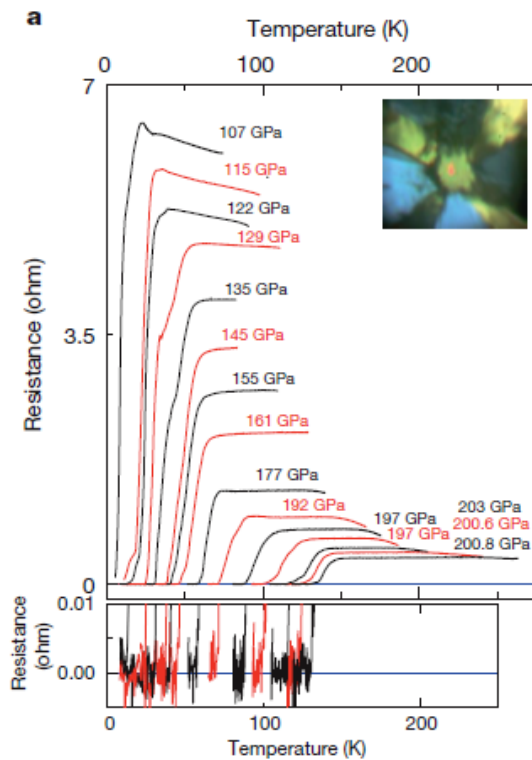 a
Temperature (K)
0 100 200
7
107 GPa
115 GPa
122 GPa
129 GPa
135 GPa
3.5
145 GPa
155 GPa
161 GPa
177 GPa
203 GPa
192 GPa
197 GPa
200.6 GPa
197 GPa
200.8 GPa
0
Resistance (ohm)
0.01
0.00
Resistance
(ohm)
0 100 200
Temperature (K)